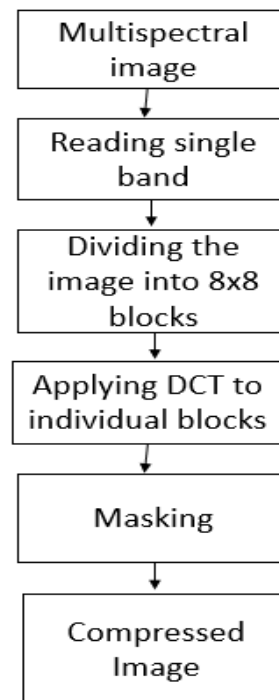 Multispectral
image
Reading single
band
Dividing the
image into 8x8
blocks
Applying DCT to
individual blocks
Masking
Compressed
Image